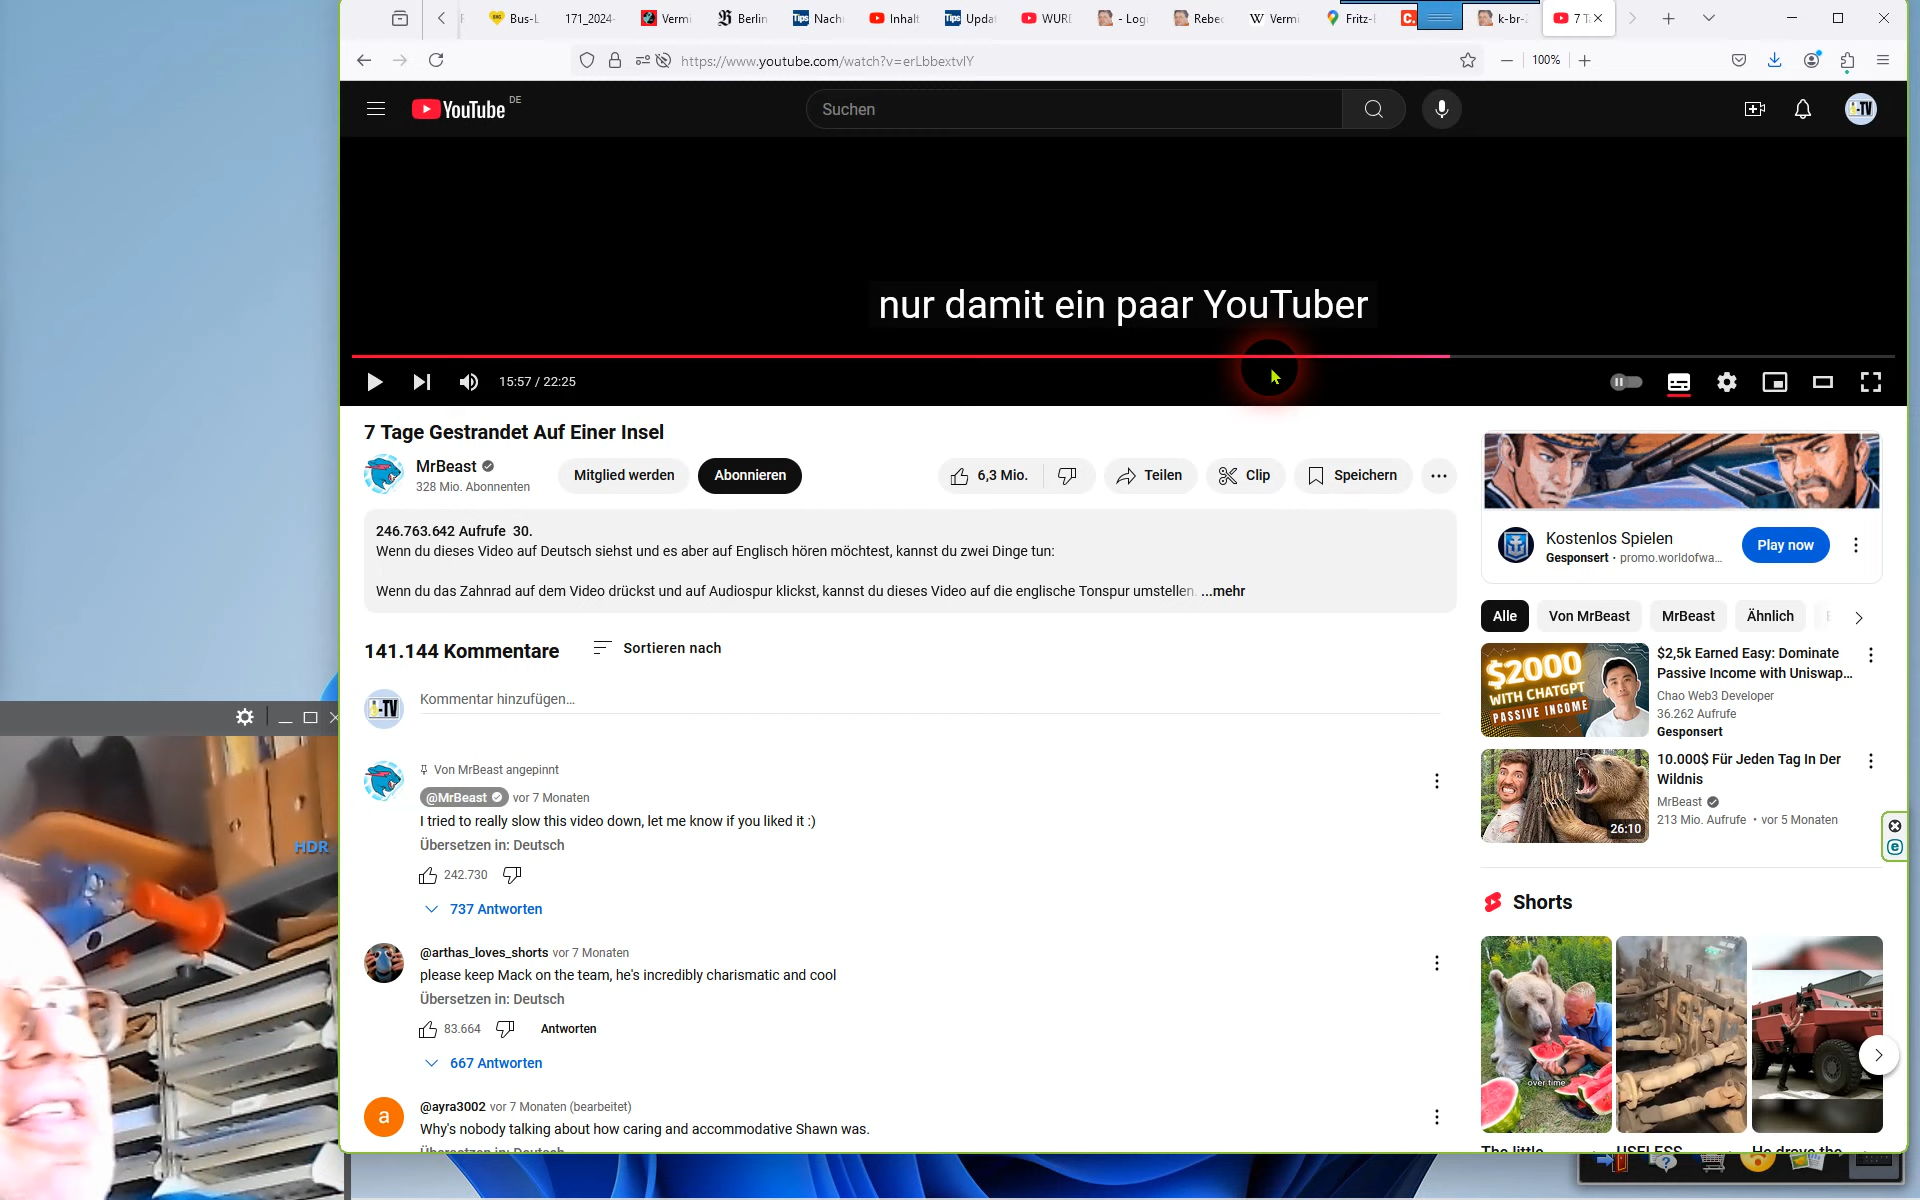 Bus-L
171_2024-
Vermi
Berlin
Tips Nach
Inhalt
Tips Updat
WUR
- Logi
Rebec
Vermi
Fritz-
k-br-
7 T
https://www.youtube.com/watch?v=erLbbextvlY
100%
YouTube DE
Suchen
nur damit ein paar YouTuber
15:57 / 22:25
7 Tage Gestrandet Auf Einer Insel
MrBeast
328 Mio. Abonnenten
Mitglied werden
Abonnieren
6,3 Mio.
Teilen
Clip
Speichern
246.763.642 Aufrufe 30.
Wenn du dieses Video auf Deutsch siehst und es aber auf Englisch hören möchtest, kannst du zwei Dinge tun:
Wenn du das Zahnrad auf dem Video drückst und auf Audiospur klickst, kannst du dieses Video auf die englische Tonspur umstellen. ...mehr
141.144 Kommentare
Sortieren nach
Kommentar hinzufügen...
Von MrBeast angepinnt
@MrBeast vor 7 Monaten
I tried to really slow this video down, let me know if you liked it :)
Übersetzen in: Deutsch
242.730
737 Antworten
@arthas_loves_shorts vor 7 Monaten
please keep Mack on the team, he's incredibly charismatic and cool
Übersetzen in: Deutsch
83.664
Antworten
667 Antworten
a
@ayra3002 vor 7 Monaten (bearbeitet)
Why's nobody talking about how caring and accommodative Shawn was.
Übersetzen in: Deutsch
Kostenlos Spielen
Gesponsert · promo.worldofwa...
Play now
Alle
Von MrBeast
MrBeast
Ähnlich
$2000
WITH CHATGPT
PASSIVE INCOME
$2,5k Earned Easy: Dominate
Passive Income with Uniswap...
Chao Web3 Developer
36.262 Aufrufe
Gesponsert
26:10
10.000$ Für Jeden Tag In Der
Wildnis
MrBeast
213 Mio. Aufrufe • vor 5 Monaten
Shorts
over time
The little
USELESS
He drove the
HDR